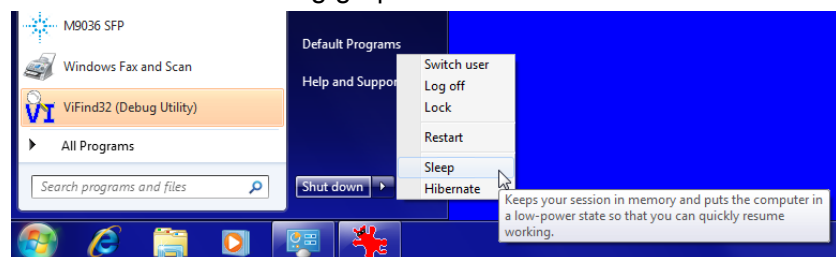 M9036 SFP
Windows Fax and Scan
ViFind32 (Debug Utility)
All Programs
Search programs and files
Default Programs
Help and Suppor
Shut down
Switch user
Log off
Lock
Restart
Sleep
Hibernate
Keeps your session in memory and puts the computer in
a low-power state so that you can quickly resume
working.